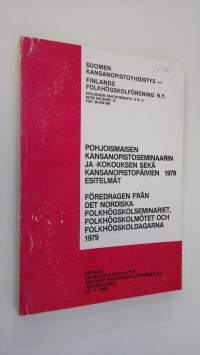 SUOMEN
KANSANOPISTOYHDISTYS —
FINLANDS
FOLKHÖGSKOLFÖRENING R.Y.
POHJOISMAISEN
KANSANOPISTOSEMINAARIN
JA -KOKOUKSEN SEKÄ
KANSANOPISTOPÄIVIEN 1979
ESITELMÄT
FÖREDRAGEN FRÅN
DET NORDISKA
FOLKHÖGSKOLSEMINARIET,
FOLKHÖGSKOLMÖTET OCH
FOLKHÖGSKOLDAGARNA
1979